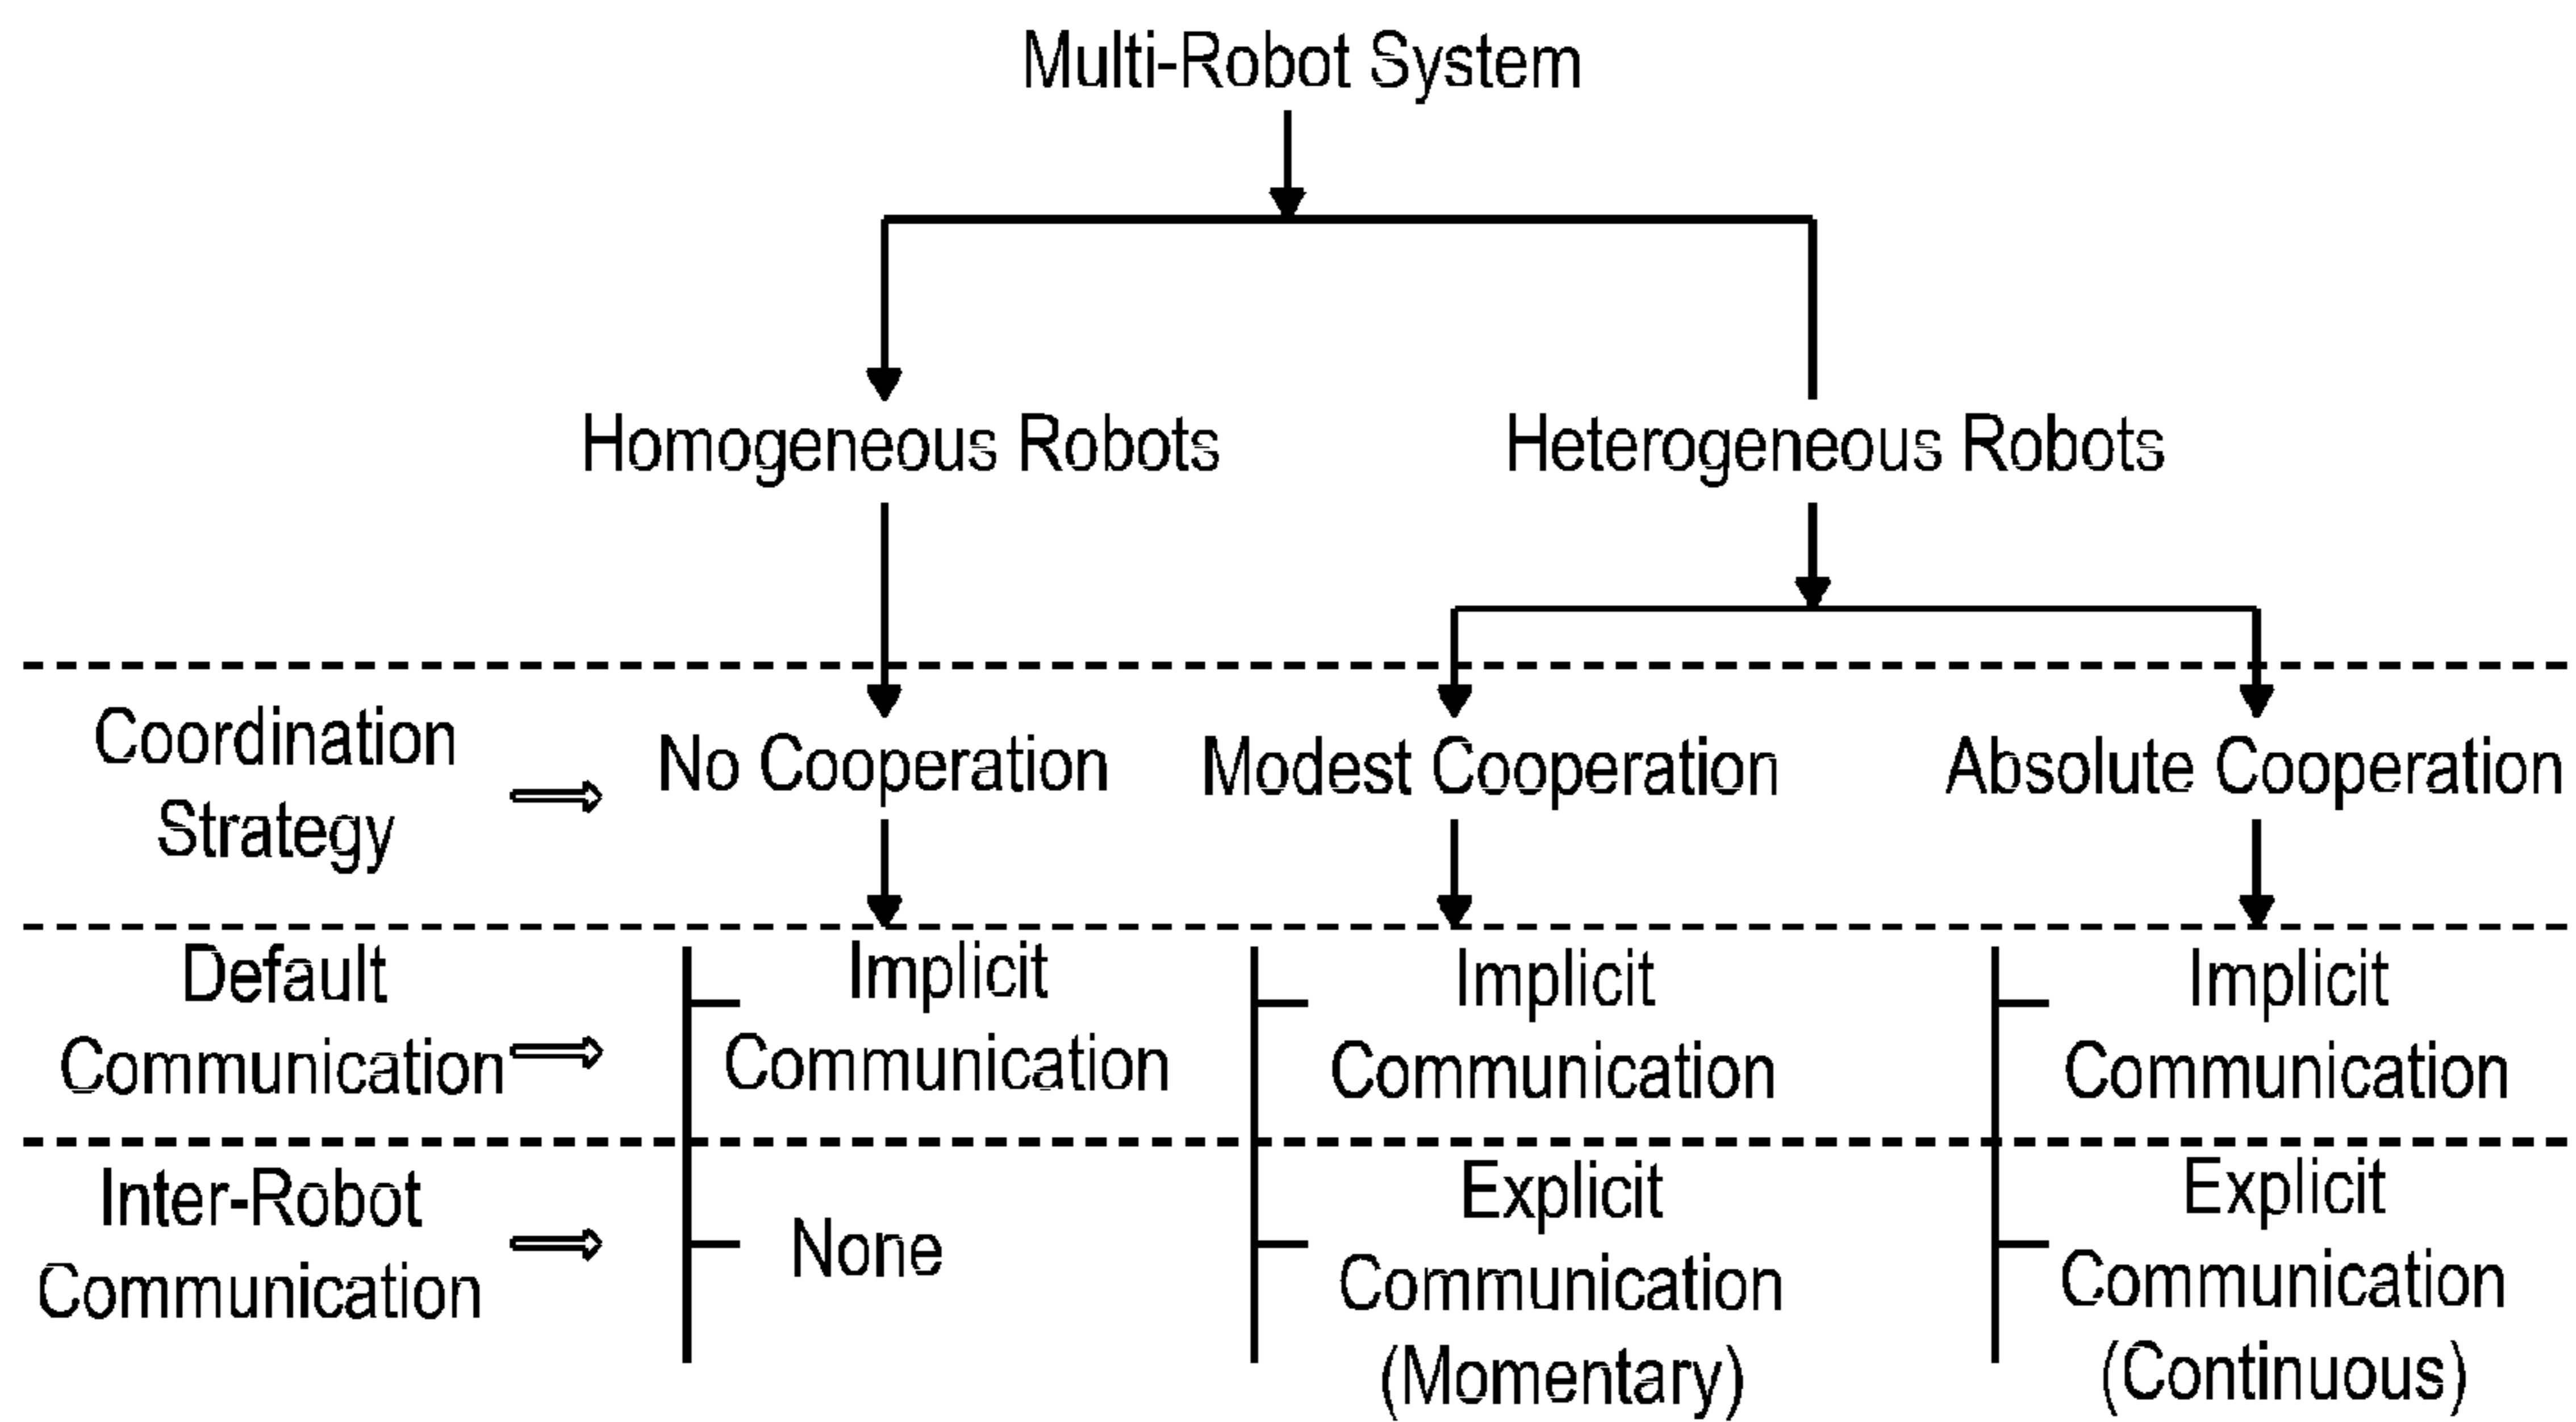 Multi-Robot System
Homogeneous Robots
Heterogeneous Robots
Coordination
Strategy
No Cooperation
Modest Cooperation
Absolute Cooperation
Default
Communication
Implicit
Communication
Implicit
Communication
Implicit
Communication
Inter-Robot
Communication
None
Explicit
Communication
(Momentary)
Explicit
Communication
(Continuous)